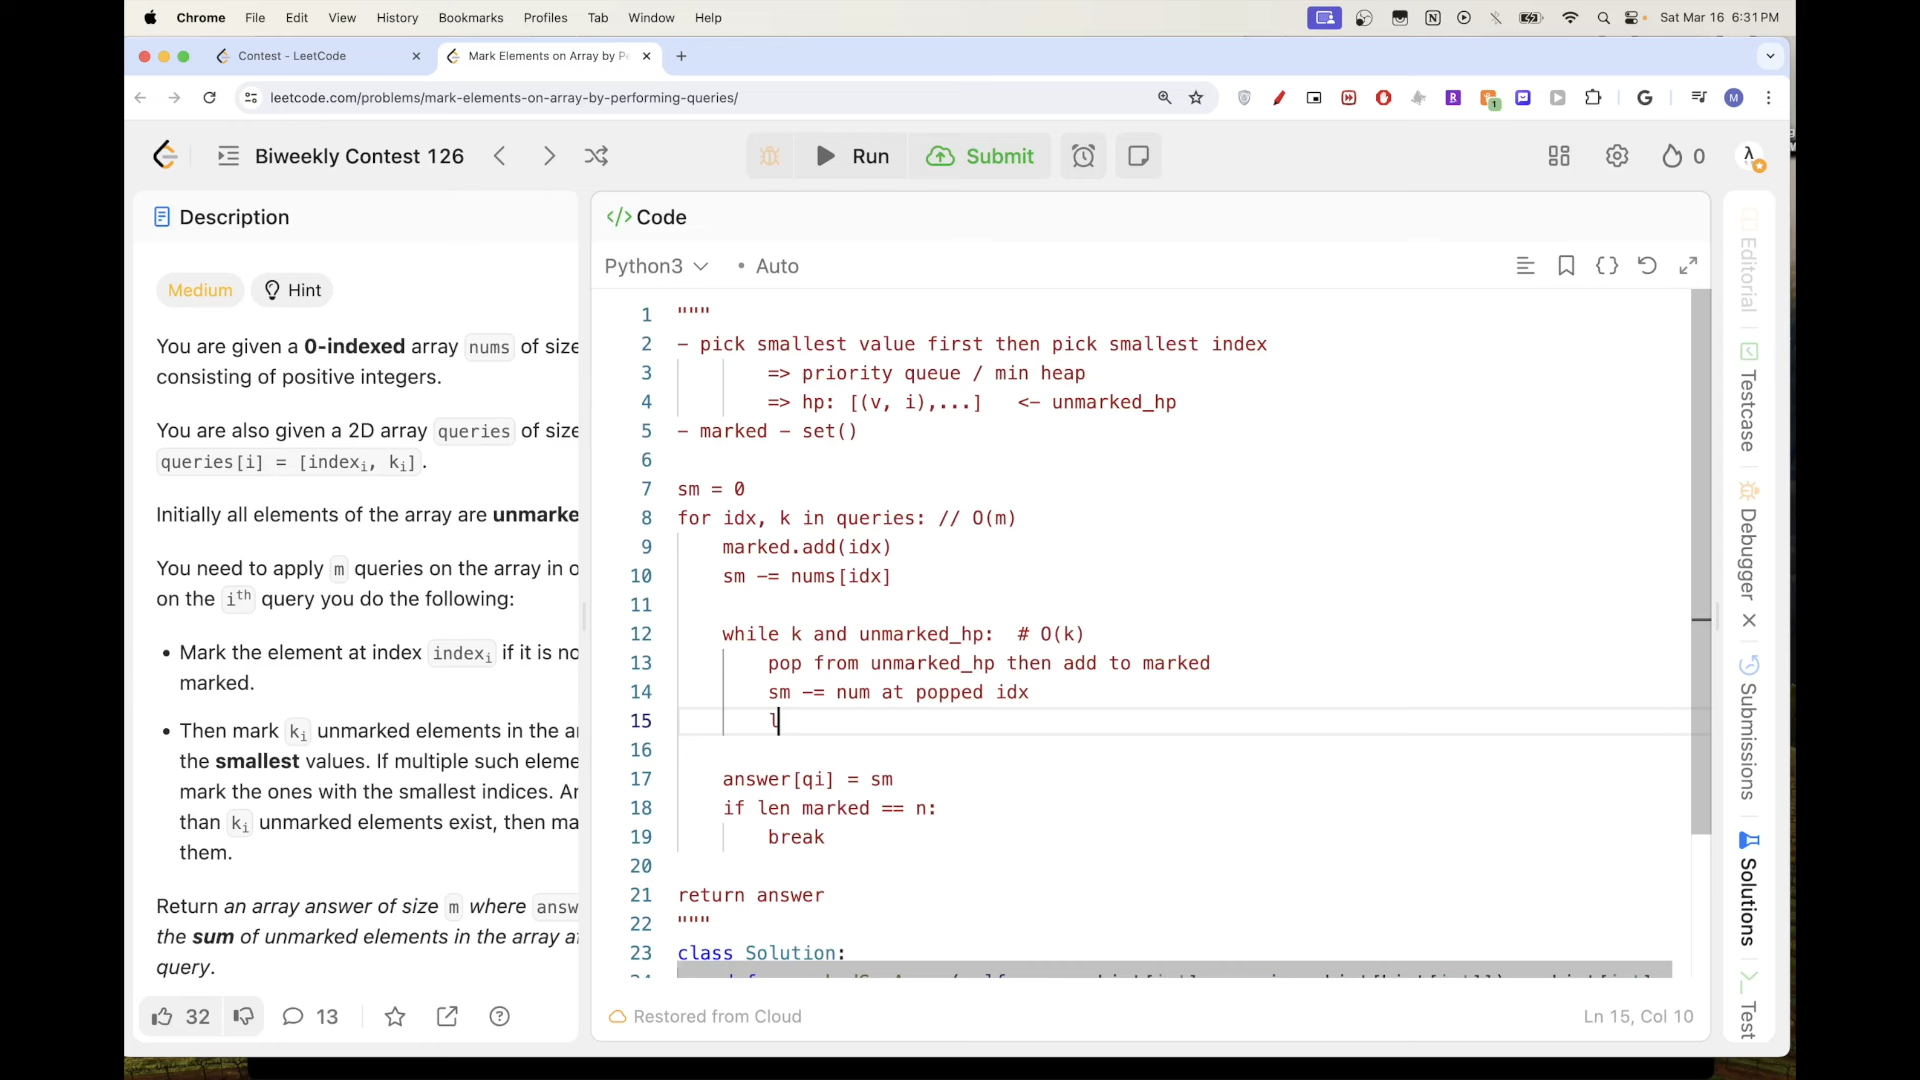 Chrome File Edit View History Bookmarks Profiles Tab Window Help Sat Mar 16 6:31 PM
Contest - LeetCode
Mark Elements on Array by P
leetcode.com/problems/mark-elements-on-array-by-performing-queries/
Biweekly Contest 126
Run
Submit
0
Description
Medium
Hint
You are given a 0-indexed array nums of size
consisting of positive integers.
You are also given a 2D array queries of size
queries[i] = [indexi, ki].
Initially all elements of the array are unmarke
You need to apply m queries on the array in o
on the ith query you do the following:
• Mark the element at index indexi if it is no
marked.
• Then mark ki unmarked elements in the ar
the smallest values. If multiple such eleme
mark the ones with the smallest indices. An
than ki unmarked elements exist, then ma
them.
Return an array answer of size m where answ
the sum of unmarked elements in the array a
query.
32
13
</> Code
Python3
• Auto
1 """
2 - pick smallest value first then pick smallest index
3 => priority queue / min heap
4 => hp: [(v, i),...] <- unmarked_hp
5 - marked - set()
6
7 sm = 0
8 for idx, k in queries: // O(m)
9 marked.add(idx)
10 sm -= nums[idx]
11
12 while k and unmarked_hp: # O(k)
13 pop from unmarked_hp then add to marked
14 sm -= num at popped idx
15 l
16
17 answer[qi] = sm
18 if len marked == n:
19 break
20
21 return answer
22 """
23 class Solution:
Restored from Cloud
Ln 15, Col 10
Editorial
Testcase
Debugger
Submissions
Solutions
Test